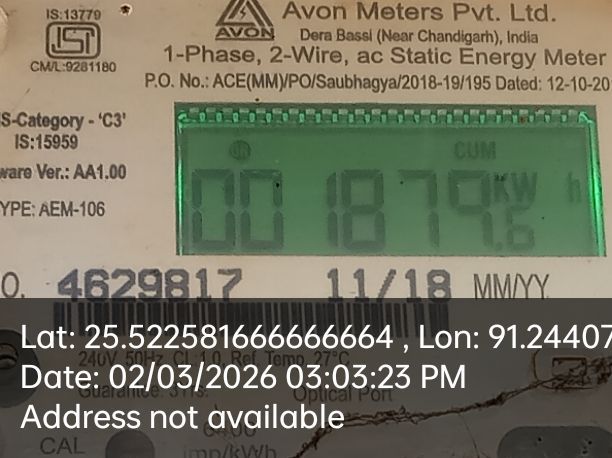 IS:13779
ISI
CM/L:9281180
AVON
Avon Meters Pvt. Ltd.
Dera Bassi (Near Chandigarh), India
1-Phase, 2-Wire, ac Static Energy Meter
P.O. No.: ACE(MM)/PO/Saubhagya/2018-19/195 Dated: 12-10-20
S-Category - 'C3'
IS:15959
ware Ver.: AA1.00
YPE: AEM-106
CUM
001879.6 kW h
O. 4629817 11/18 MM/YY
Lat: 25.522581666666664 , Lon: 91.24407
240V, 50Hz, CL:1.0, Ref. Temp. 27°C
Date: 02/03/2026 03:03:23 PM
Optical Port
Address not available
CAL
imp/kWh